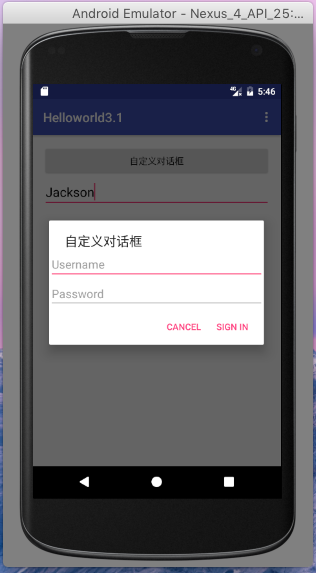 Android Emulator - Nexus_4_API_25:...
4G 5:46
Helloworld3.1
自定义对话框
Jackson
自定义对话框
Username
Password
CANCEL SIGN IN